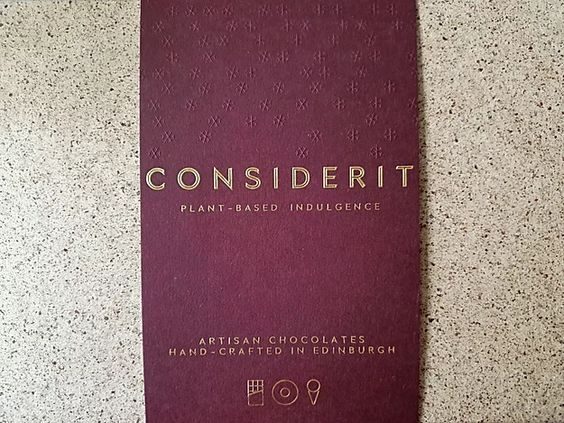 CONSIDERIT
PLANT-BASED INDULGENCE
ARTISAN CHOCOLATES
HAND-CRAFTED IN EDINBURGH